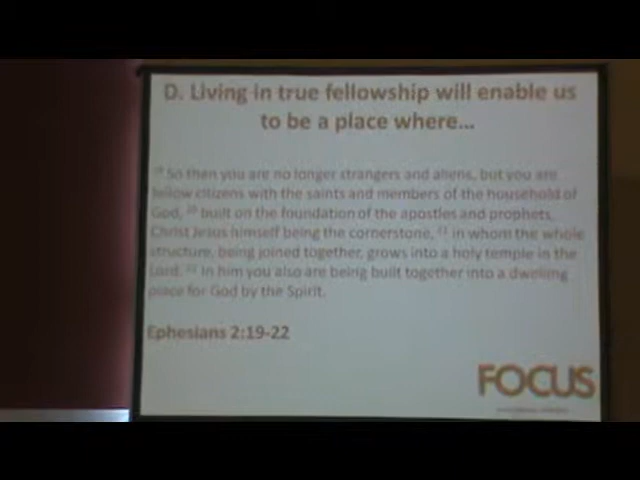 D. Living in true fellowship will enable us
to be a place where...
19 So then you are no longer strangers and aliens, but you are
fellow citizens with the saints and members of the household of
God, 20 built on the foundation of the apostles and prophets,
Christ Jesus himself being the cornerstone, 21 in whom the whole
structure, being joined together, grows into a holy temple in the
Lord. 22 In him you also are being built together into a dwelling
place for God by the Spirit.
Ephesians 2:19-22
FOCUS